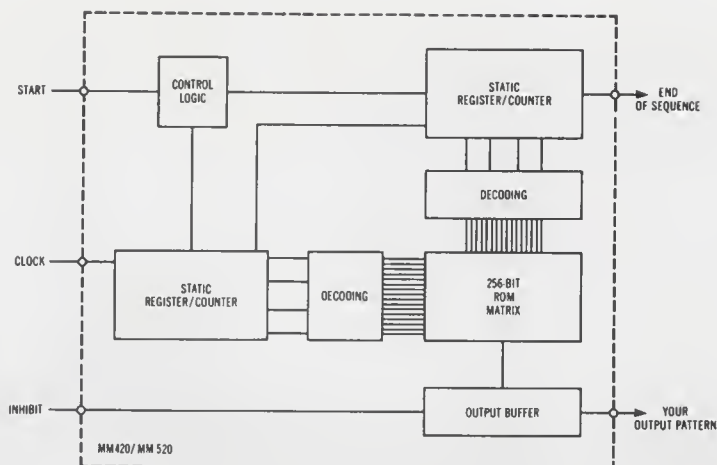 START
CONTROL
LOGIC
STATIC
REGISTER/COUNTER
END
OF SEQUENCE
DECODING
CLOCK
STATIC
REGISTER/COUNTER
DECODING
256-BIT
ROM
MATRIX
INHIBIT
OUTPUT BUFFER
YOUR
OUTPUT PATTERN
MM420/MM 520